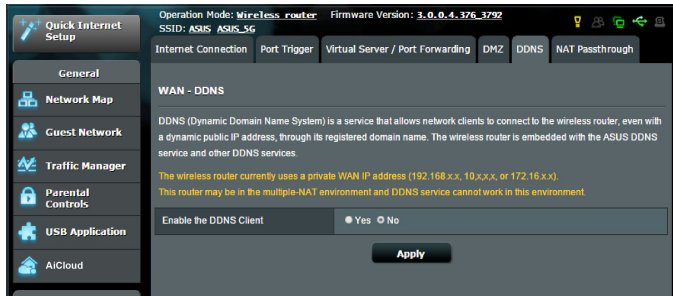 Quick Internet
Setup
Operation Mode: Wireless router Firmware Version: 3.0.0.4.376_3792
SSID: ASUS ASUS_5G
Internet Connection Port Trigger Virtual Server / Port Forwarding DMZ DDNS NAT Passthrough
General
Network Map
Guest Network
Traffic Manager
Parental
Controls
USB Application
AiCloud
WAN - DDNS
DDNS (Dynamic Domain Name System) is a service that allows network clients to connect to the wireless router, even with
a dynamic public IP address, through its registered domain name. The wireless router is embedded with the ASUS DDNS
service and other DDNS services.
The wireless router currently uses a private WAN IP address (192.168.x.x, 10,x,x,x, or 172.16.x.x).
This router may be in the multiple-NAT environment and DDNS service cannot work in this environment.
Enable the DDNS Client Yes No
Apply